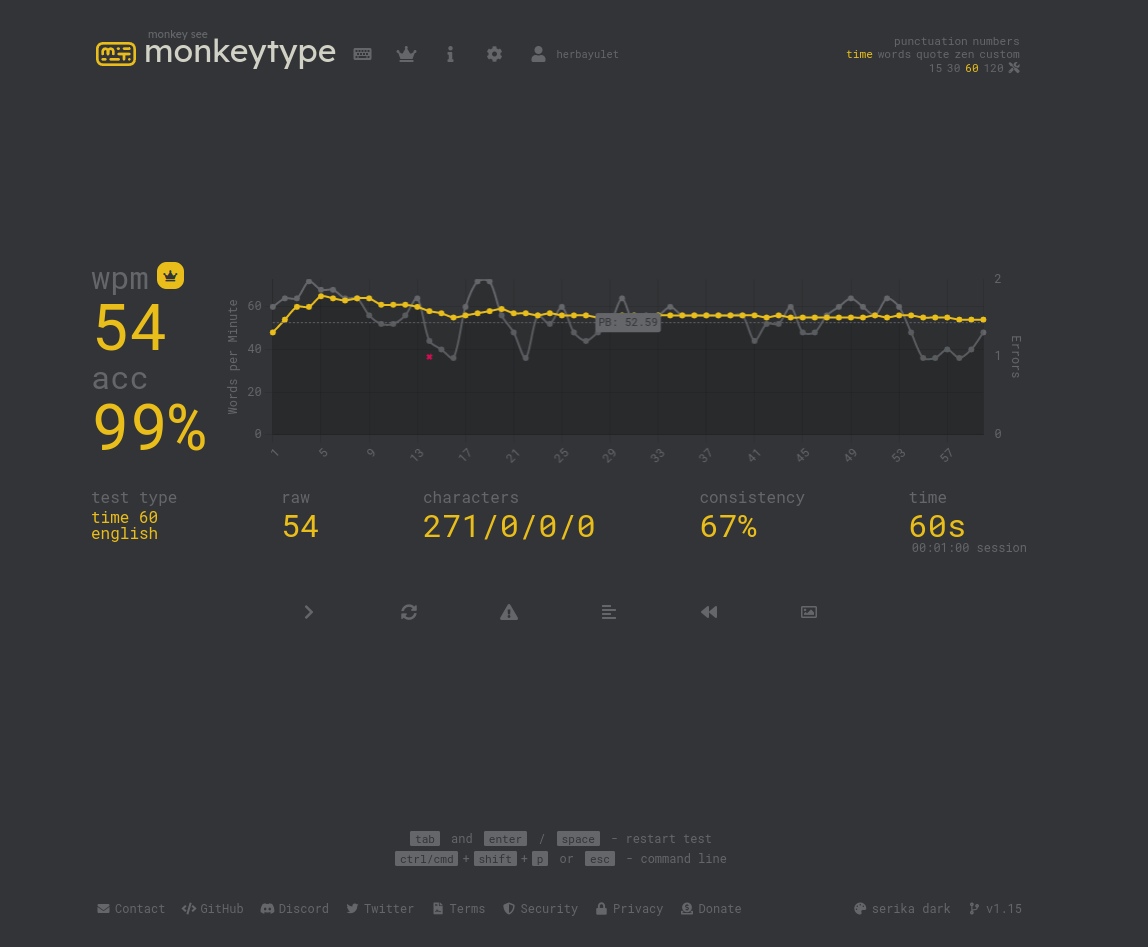 monkey see
monkeytype
herbayulet
punctuation numbers
time words quote zen custom
15 30 60 120
wpm
54
acc
99%
Words per Minute
60
40
20
0
PB: 52.59
2
1
0
Errors
1 5 9 13 17 21 25 29 33 37 41 45 49 53 57
test type
time 60
english
raw
54
characters
271/0/0/0
consistency
67%
time
60s
00:01:00 session
tab and enter / space - restart test
ctrl/cmd + shift + p or esc - command line
Contact GitHub Discord Twitter Terms Security Privacy Donate serika dark v1.15